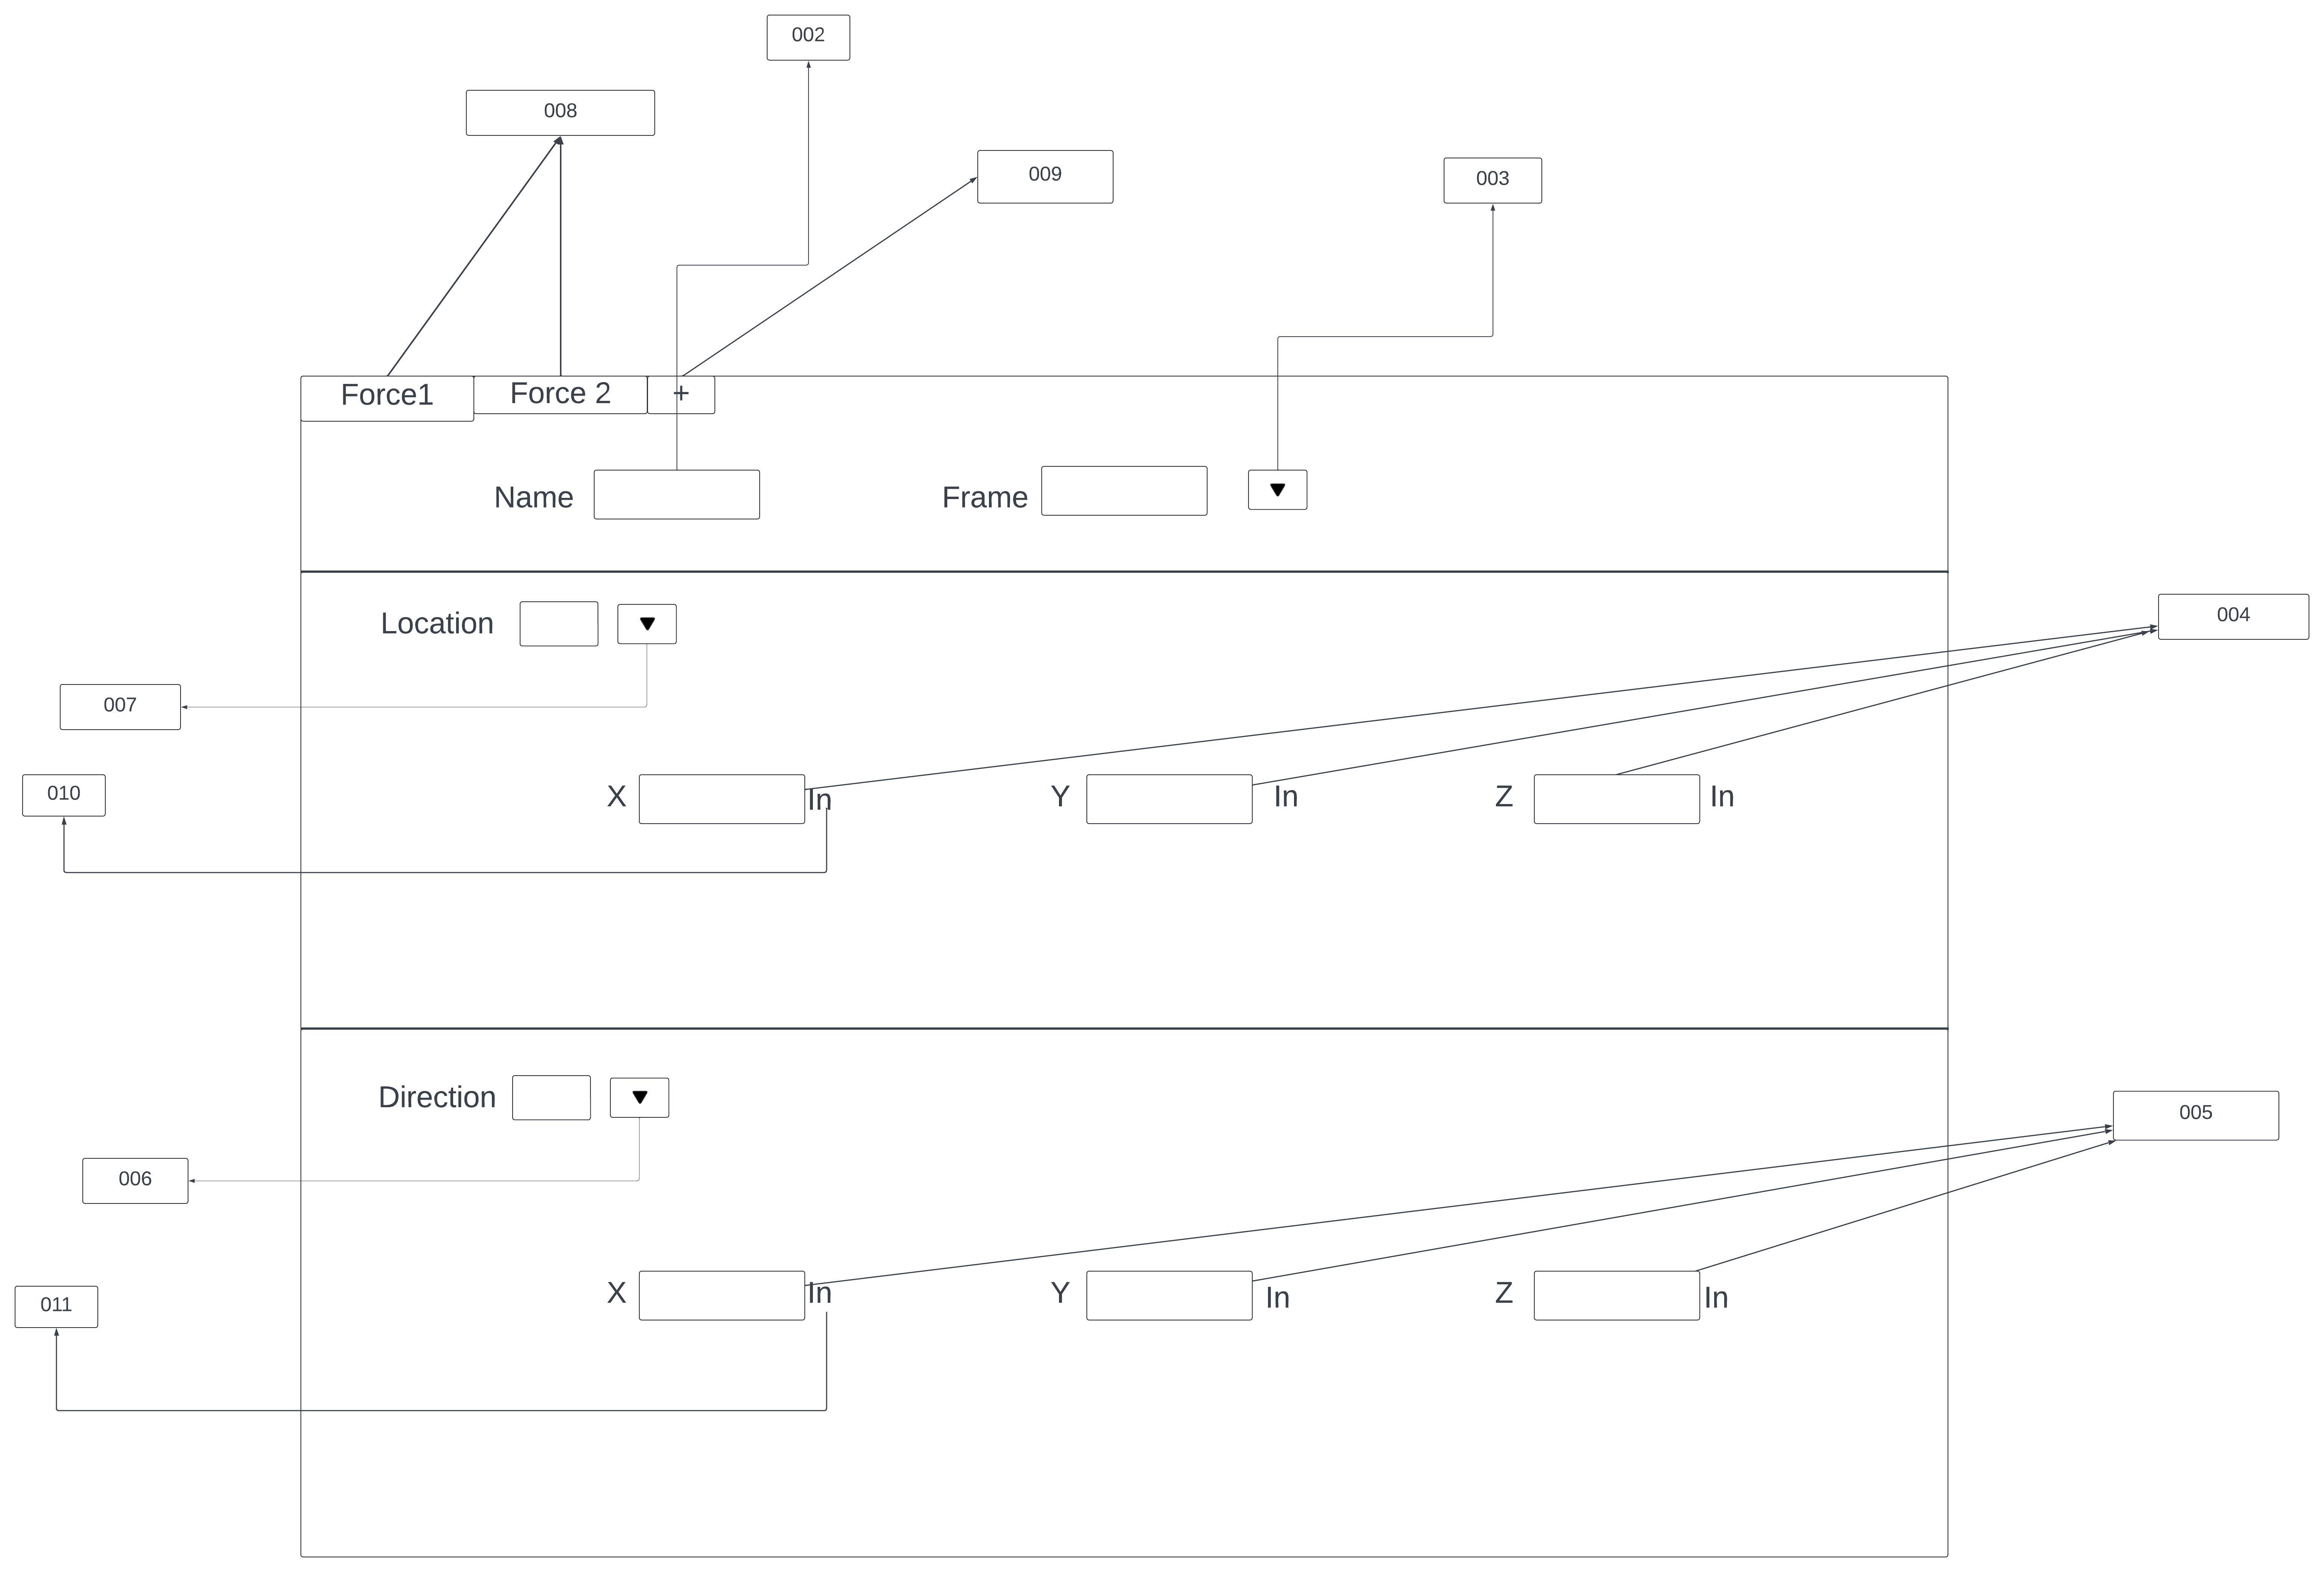 002
008
009
003
Force1 Force 2 +
Name Frame
Location
004
007
010
X In Y In Z In
Direction
005
006
011
X In Y In Z In